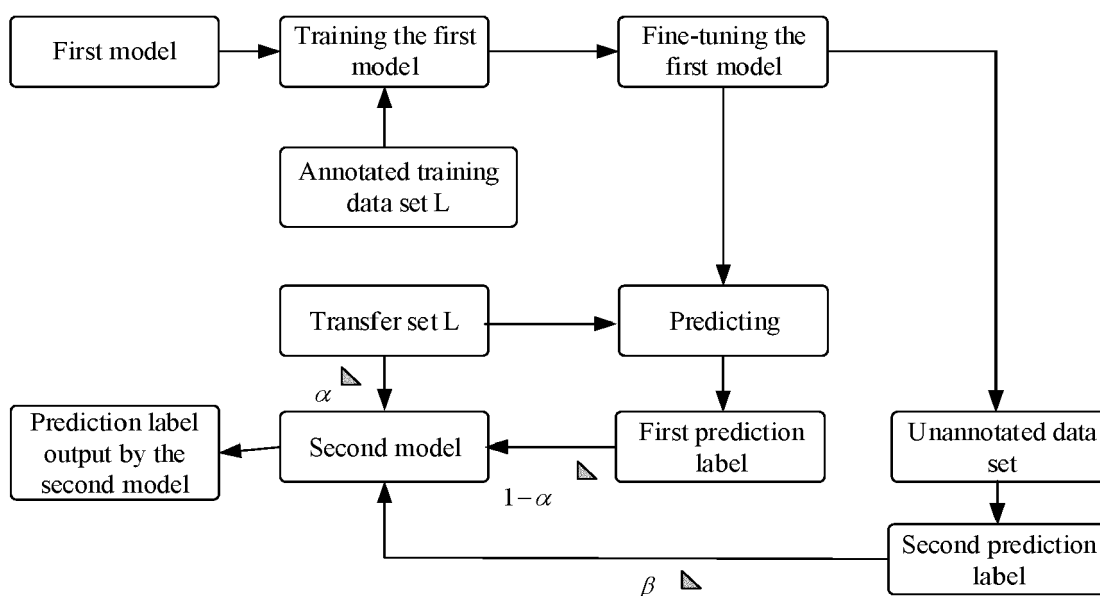 First model
Training the first
model
Fine-tuning the
first model
Annotated training
data set L
Transfer set L
Predicting
α
Prediction label
output by the
second model
Second model
First prediction
label
Unannotated data
set
1−α
Second prediction
label
β